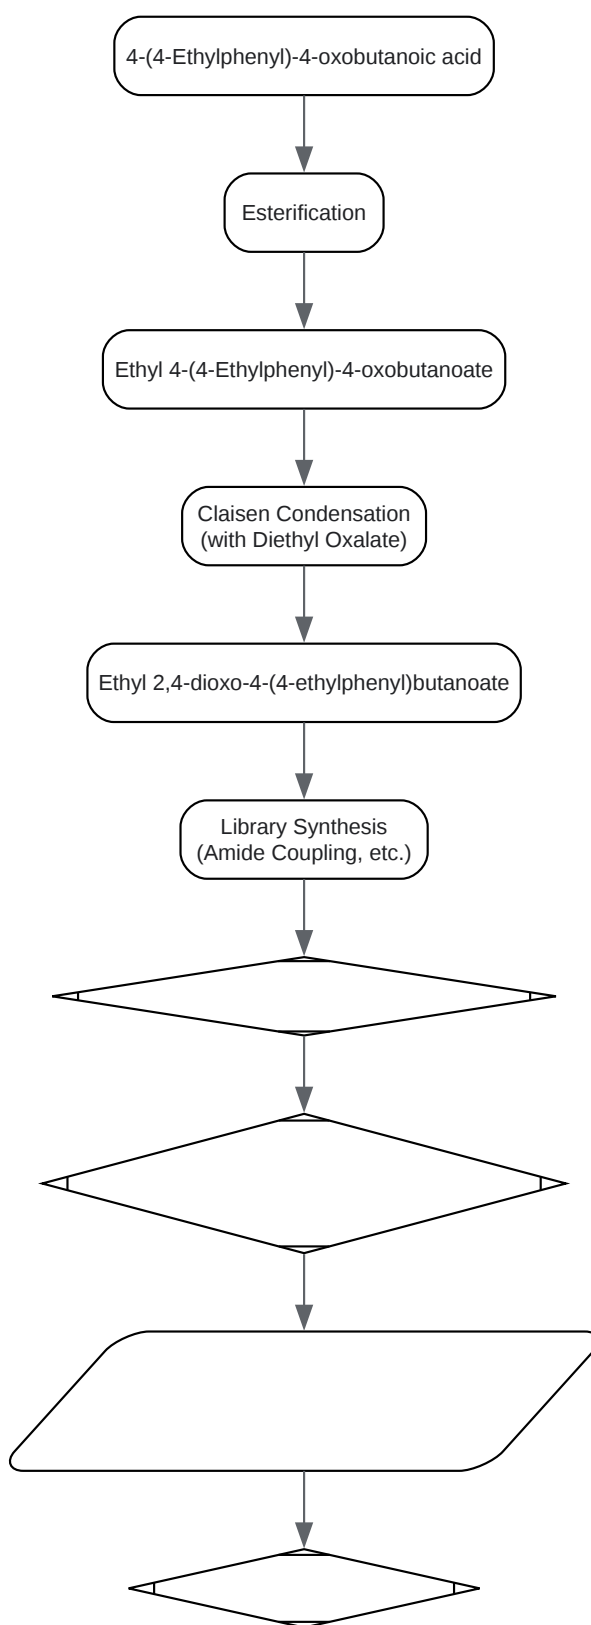 4-(4-Ethylphenyl)-4-oxobutanoic acid
Esterification
Ethyl 4-(4-Ethylphenyl)-4-oxobutanoate
Claisen Condensation
(with Diethyl Oxalate)
Ethyl 2,4-dioxo-4-(4-ethylphenyl)butanoate
Library Synthesis
(Amide Coupling, etc.)